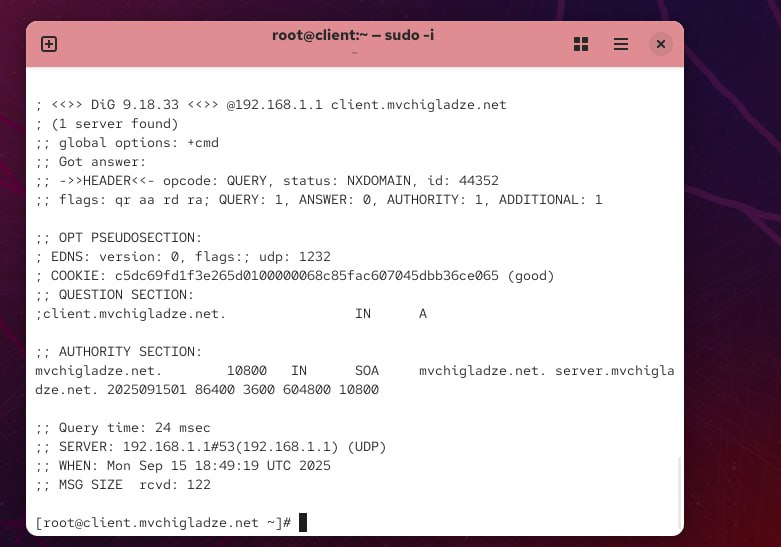 root@client:~ — sudo -i
~
; <<>> DiG 9.18.33 <<>> @192.168.1.1 client.mvchigladze.net
; (1 server found)
;; global options: +cmd
;; Got answer:
;; ->>HEADER<<- opcode: QUERY, status: NXDOMAIN, id: 44352
;; flags: qr aa rd ra; QUERY: 1, ANSWER: 0, AUTHORITY: 1, ADDITIONAL: 1
;; OPT PSEUDOSECTION:
; EDNS: version: 0, flags:; udp: 1232
; COOKIE: c5dc69fd1f3e265d0100000068c85fac607045dbb36ce065 (good)
;; QUESTION SECTION:
;client.mvchigladze.net. IN A
;; AUTHORITY SECTION:
mvchigladze.net. 10800 IN SOA mvchigladze.net. server.mvchigla
dze.net. 2025091501 86400 3600 604800 10800
;; Query time: 24 msec
;; SERVER: 192.168.1.1#53(192.168.1.1) (UDP)
;; WHEN: Mon Sep 15 18:49:19 UTC 2025
;; MSG SIZE rcvd: 122
[root@client.mvchigladze.net ~]#